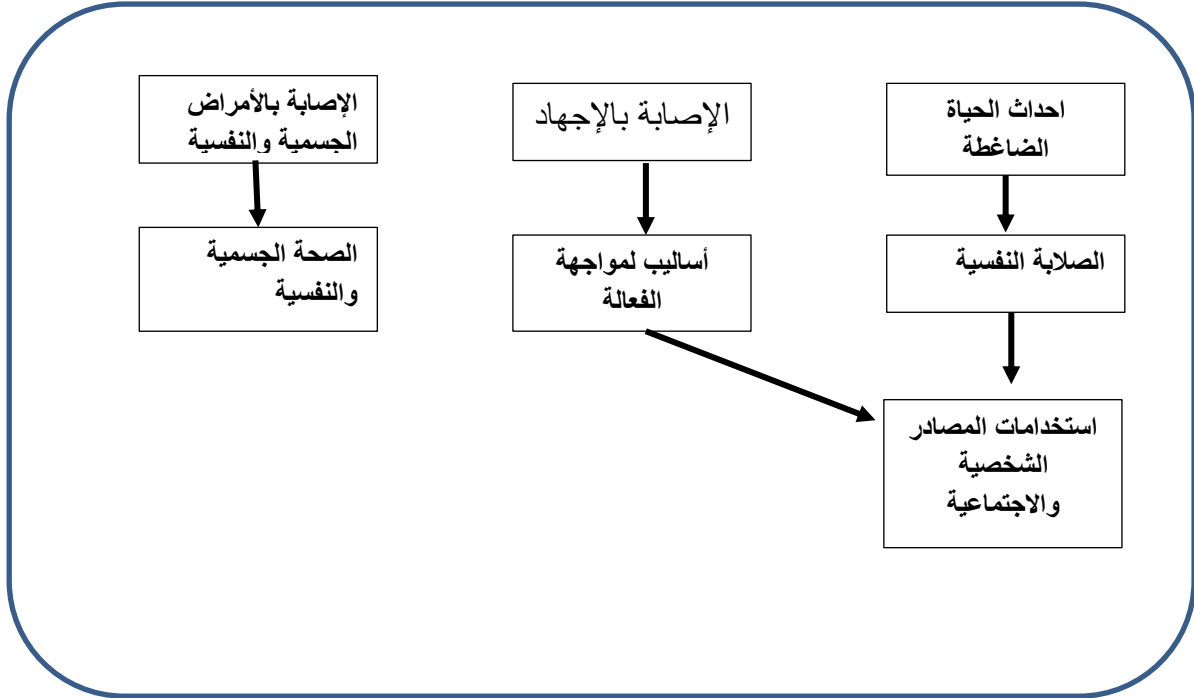 احداث الحياة
الضاغطة
الإصابة بالإجهاد
الإصابة بالأمراض
الجسمية والنفسية
الصلابة النفسية
أساليب لمواجهة
الفعالة
الصحة الجسمية
والنفسية
استخدامات المصادر
الشخصية
والاجتماعية